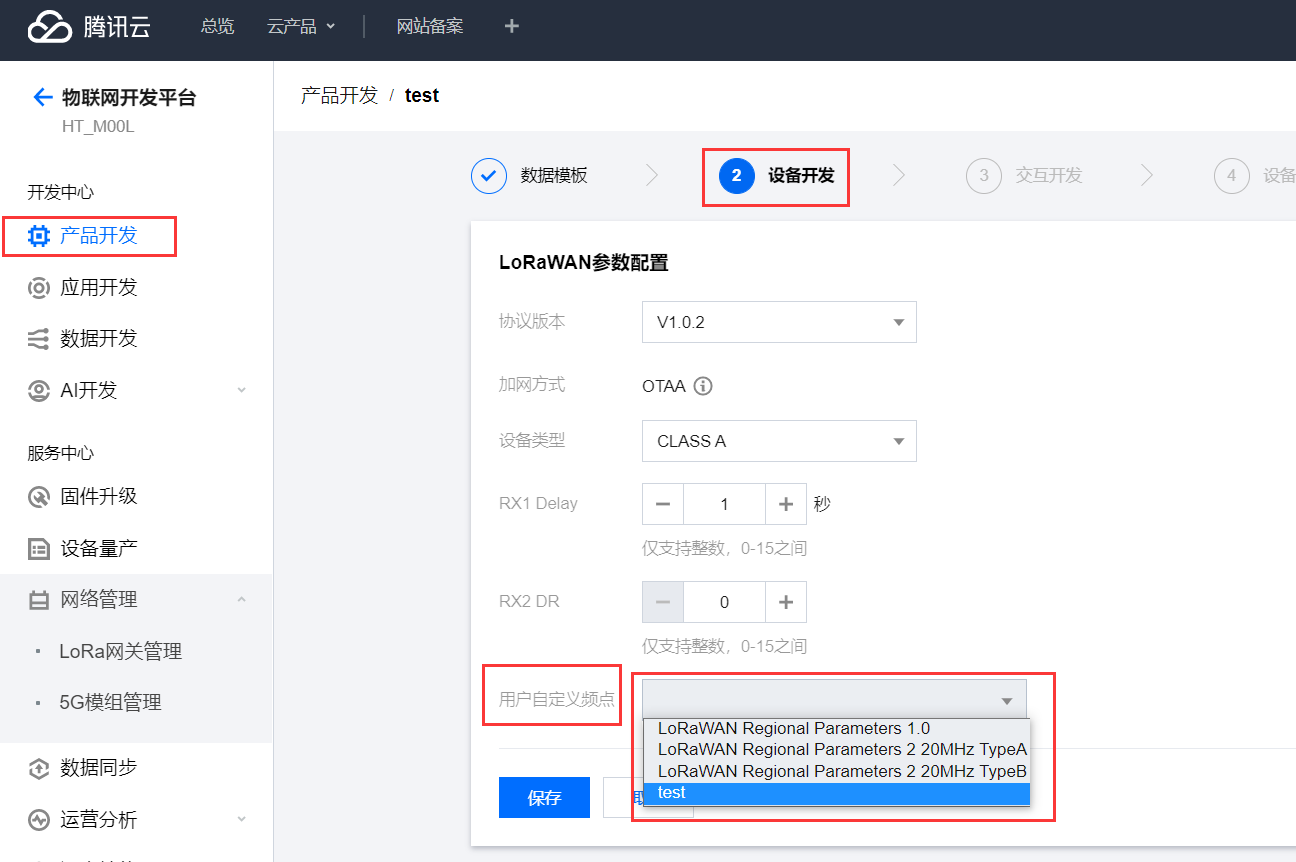 腾讯云 总览 云产品 网站备案
物联网开发平台
HT_M00L
开发中心
产品开发
应用开发
数据开发
AI开发
服务中心
固件升级
设备量产
网络管理
LoRa网关管理
5G模组管理
数据同步
运营分析
产品开发 / test
数据模板
2 设备开发
3 交互开发
4 设备
LoRaWAN参数配置
协议版本 V1.0.2
加网方式 OTAA
设备类型 CLASS A
RX1 Delay 1 秒
仅支持整数，0-15之间
RX2 DR 0
仅支持整数，0-15之间
用户自定义频点
LoRaWAN Regional Parameters 1.0
LoRaWAN Regional Parameters 2 20MHz TypeA
LoRaWAN Regional Parameters 2 20MHz TypeB
test
保存